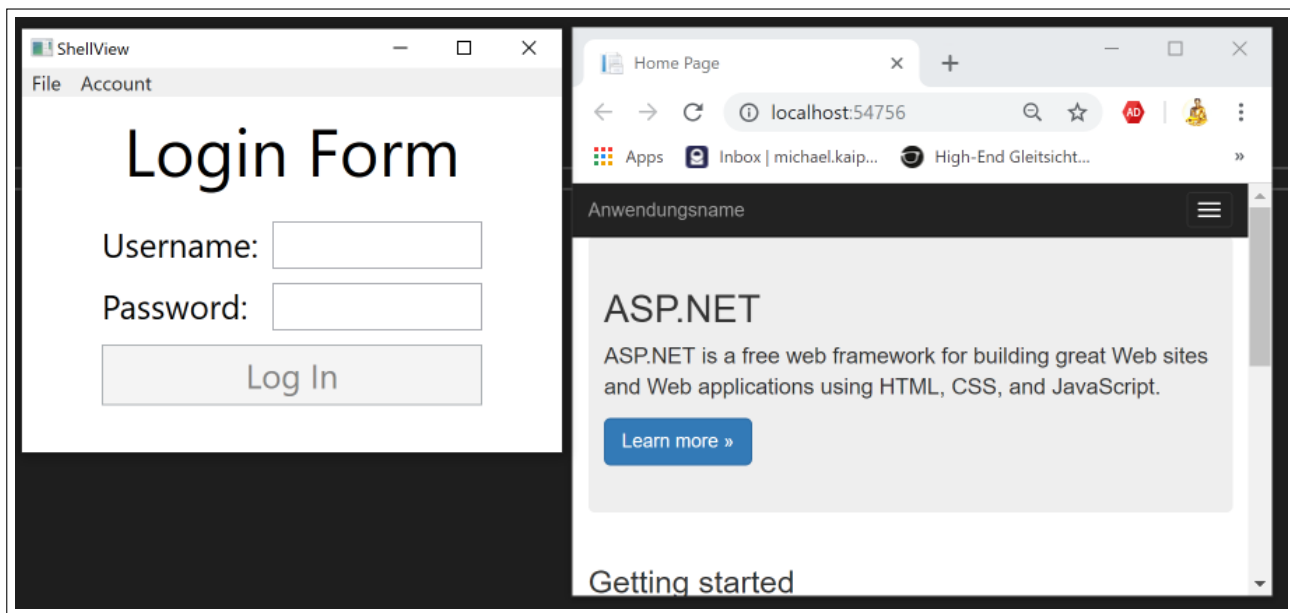 ShellView
File Account
Login Form
Username:
Password:
Log In
Home Page
localhost:54756
AD
Apps Inbox | michael.kaip... High-End Gleitsicht... »
Anwendungsname
ASP.NET
ASP.NET is a free web framework for building great Web sites
and Web applications using HTML, CSS, and JavaScript.
Learn more »
Getting started